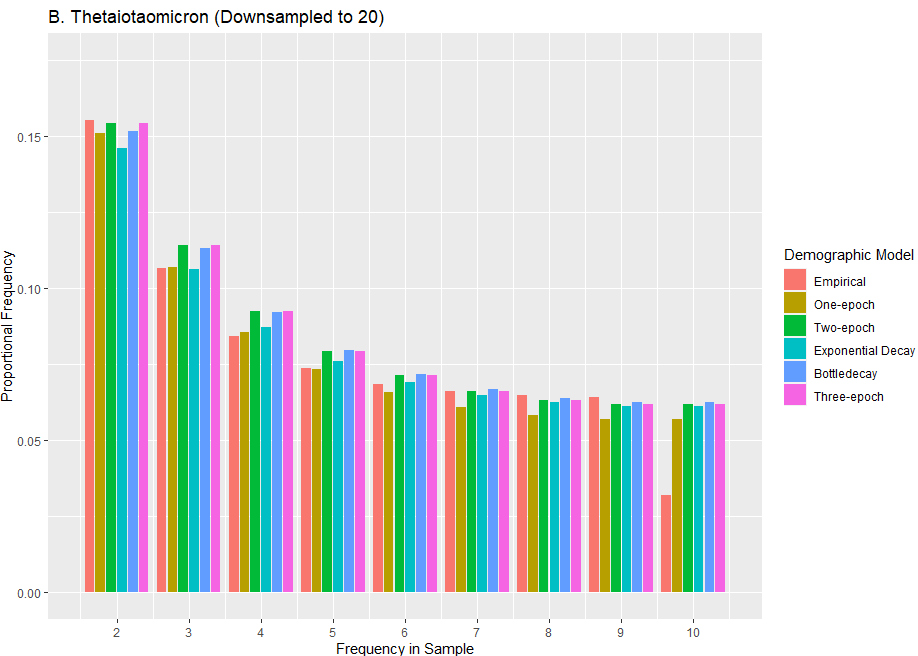 B. Thetaiotaomicron (Downsampled to 20)
Proportional Frequency
0.15
0.10
0.05
0.00
2 3 4 5 6 7 8 9 10
Frequency in Sample
Demographic Model
Empirical
One-epoch
Two-epoch
Exponential Decay
Bottledecay
Three-epoch